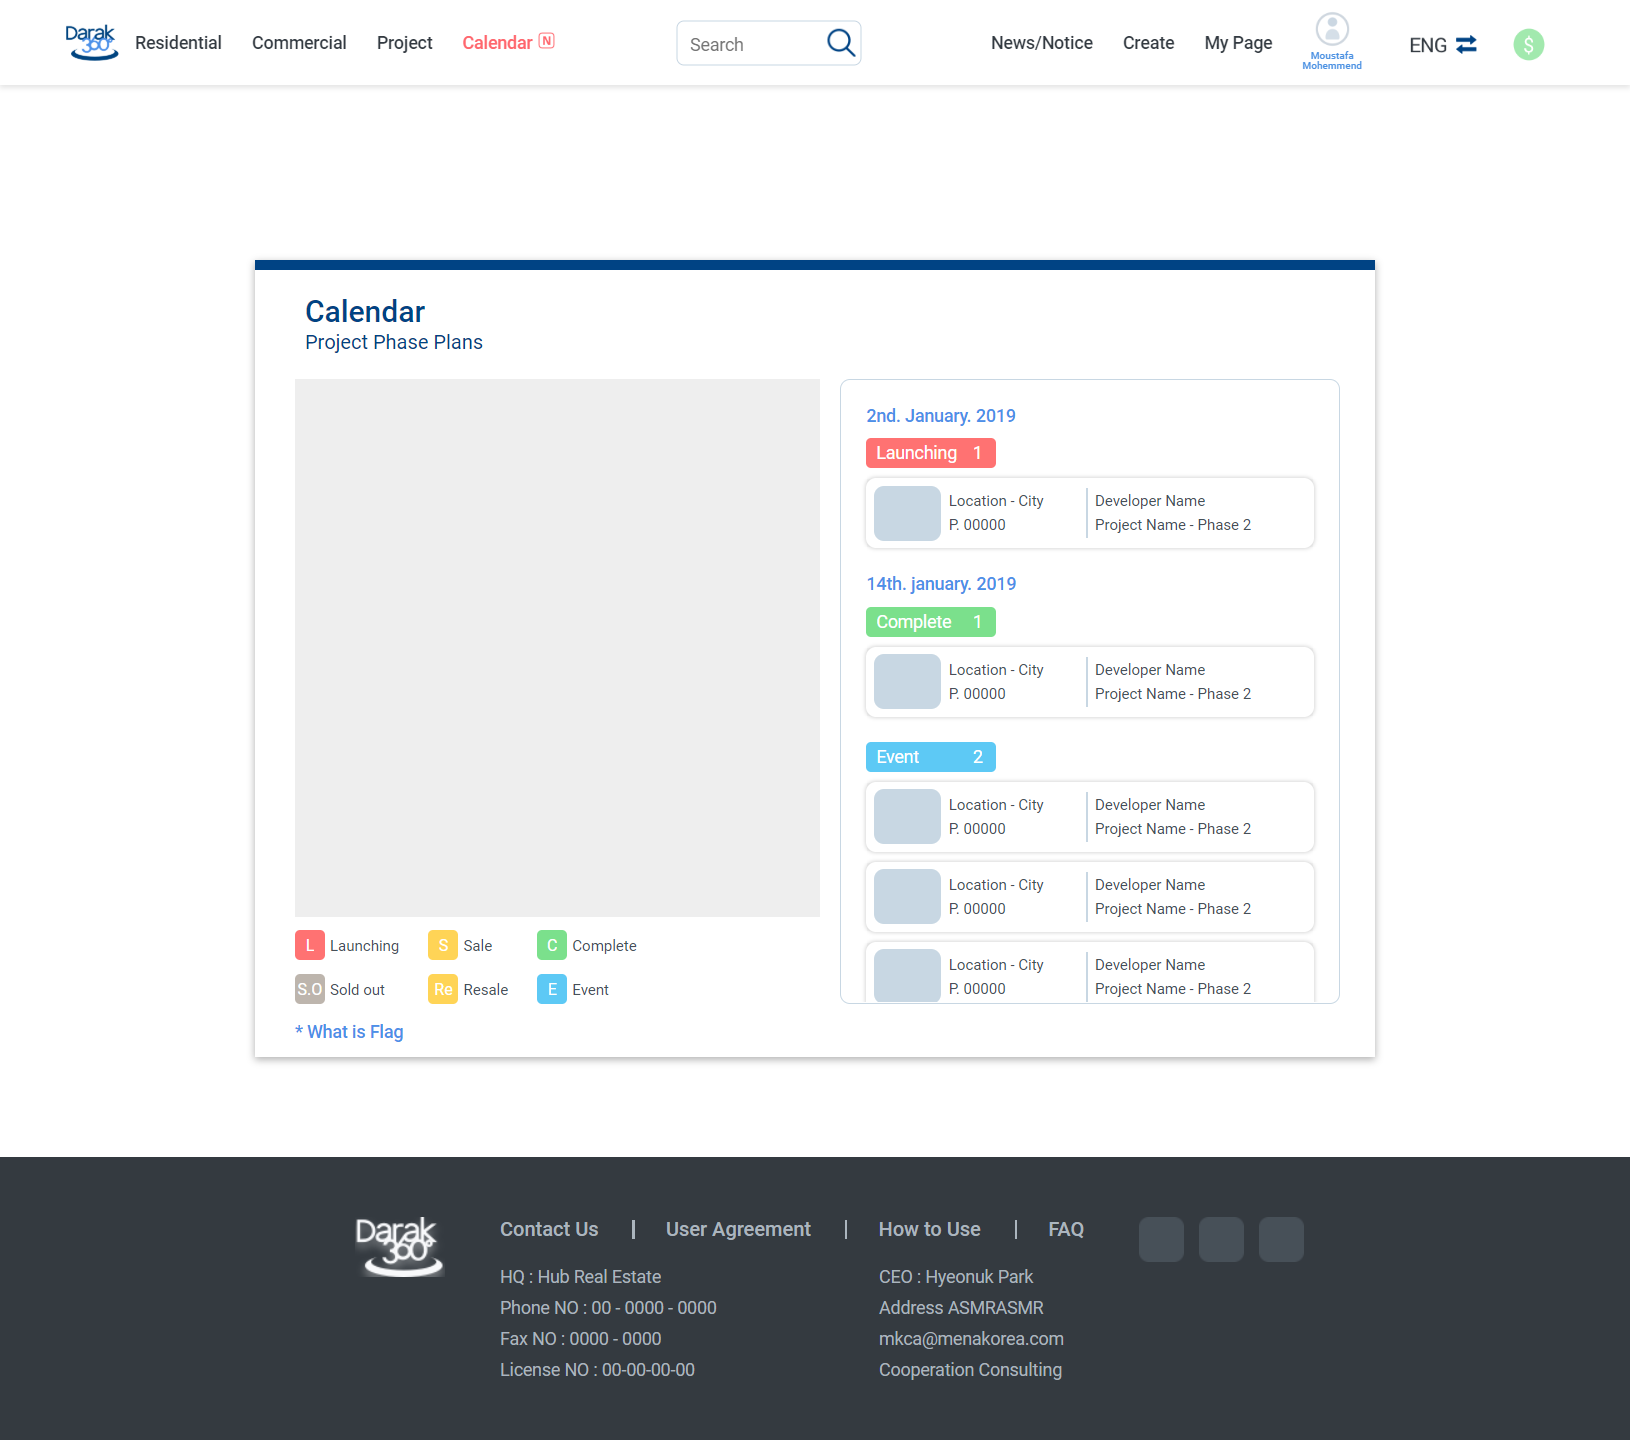 Darak 360°
Residential
Commercial
Project
Calendar N
Search
News/Notice
Create
My Page
Moustafa
Mohemmend
ENG
$
Calendar
Project Phase Plans
2nd. January. 2019
Launching 1
Location - City
P. 00000
Developer Name
Project Name - Phase 2
14th. january. 2019
Complete 1
Location - City
P. 00000
Developer Name
Project Name - Phase 2
Event 2
Location - City
P. 00000
Developer Name
Project Name - Phase 2
Location - City
P. 00000
Developer Name
Project Name - Phase 2
Location - City
P. 00000
Developer Name
Project Name - Phase 2
L Launching
S Sale
C Complete
S.O Sold out
Re Resale
E Event
* What is Flag
Darak
360°
Contact Us | User Agreement | How to Use | FAQ
HQ : Hub Real Estate
Phone NO : 00 - 0000 - 0000
Fax NO : 0000 - 0000
License NO : 00-00-00-00
CEO : Hyeonuk Park
Address ASMRASMR
mkca@menakorea.com
Cooperation Consulting